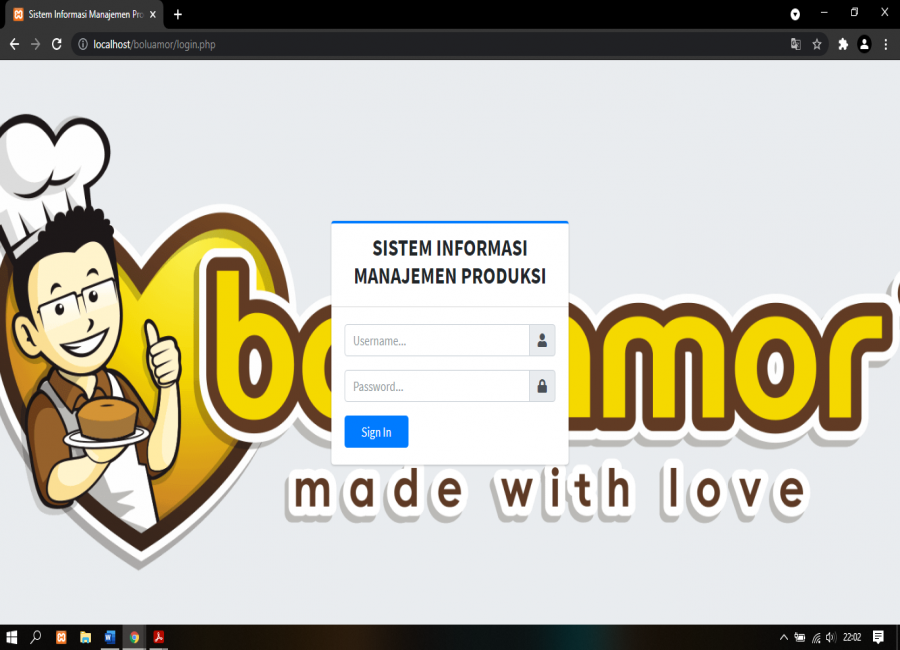 Sistem Informasi Manajemen Pro
localhost/boluamor/login.php
SISTEM INFORMASI
MANAJEMEN PRODUKSI
Username...
Password...
Sign In
bo amor
made with love
22:02